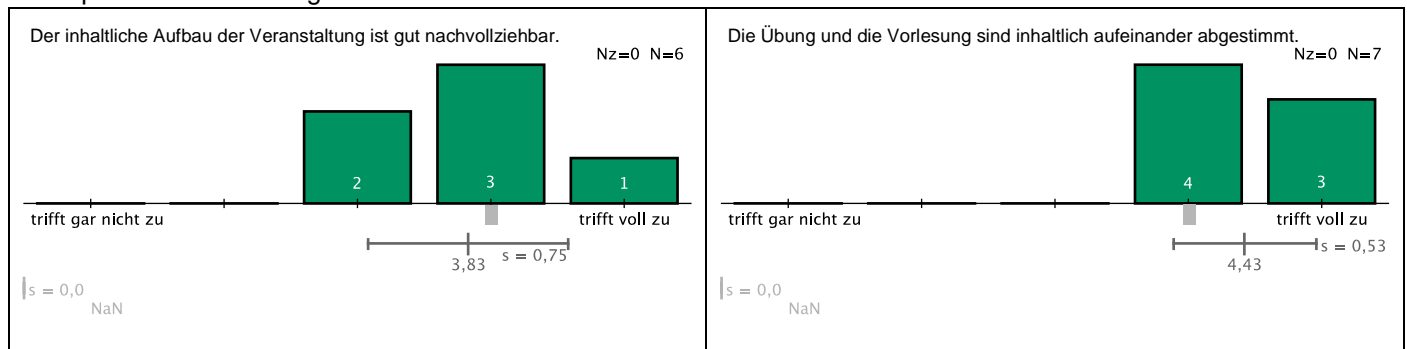 Der inhaltliche Aufbau der Veranstaltung ist gut nachvollziehbar.
Nz=0 N=6
2
3
1
trifft gar nicht zu
trifft voll zu
3,83
s = 0,75
s = 0,0
NaN
Die Übung und die Vorlesung sind inhaltlich aufeinander abgestimmt.
Nz=0 N=7
4
3
trifft gar nicht zu
trifft voll zu
s = 0,53
4,43
s = 0,0
NaN